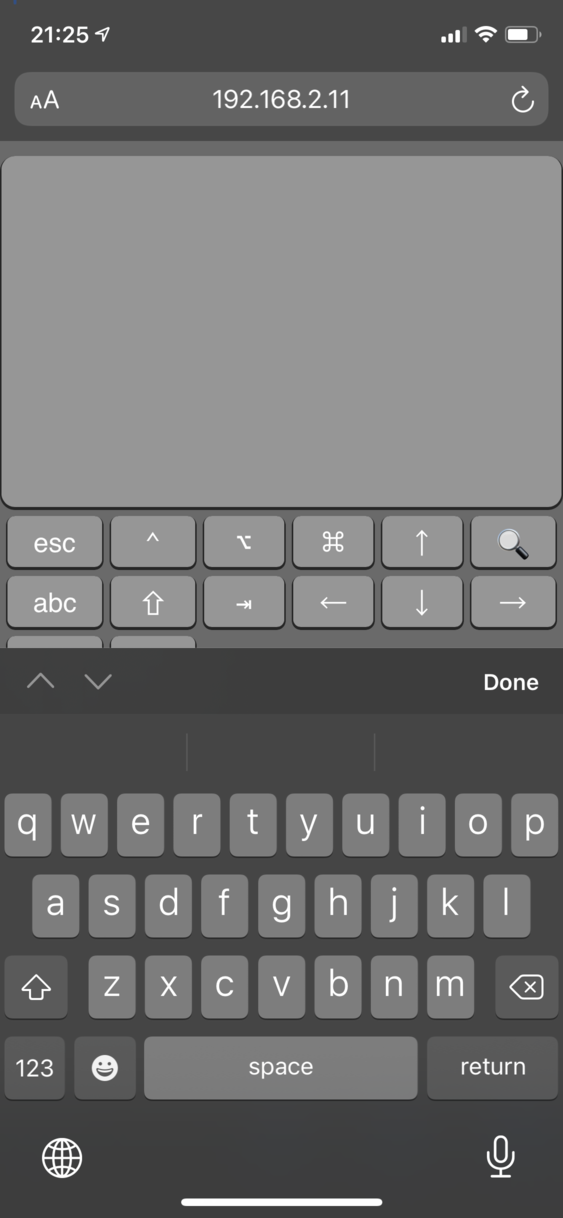 21:25
AA 192.168.2.11
esc ^ ⌥ ⌘ ↑
abc ⇧ ⇥ ← ↓ →
Done
q w e r t y u i o p
a s d f g h j k l
z x c v b n m
123 space return